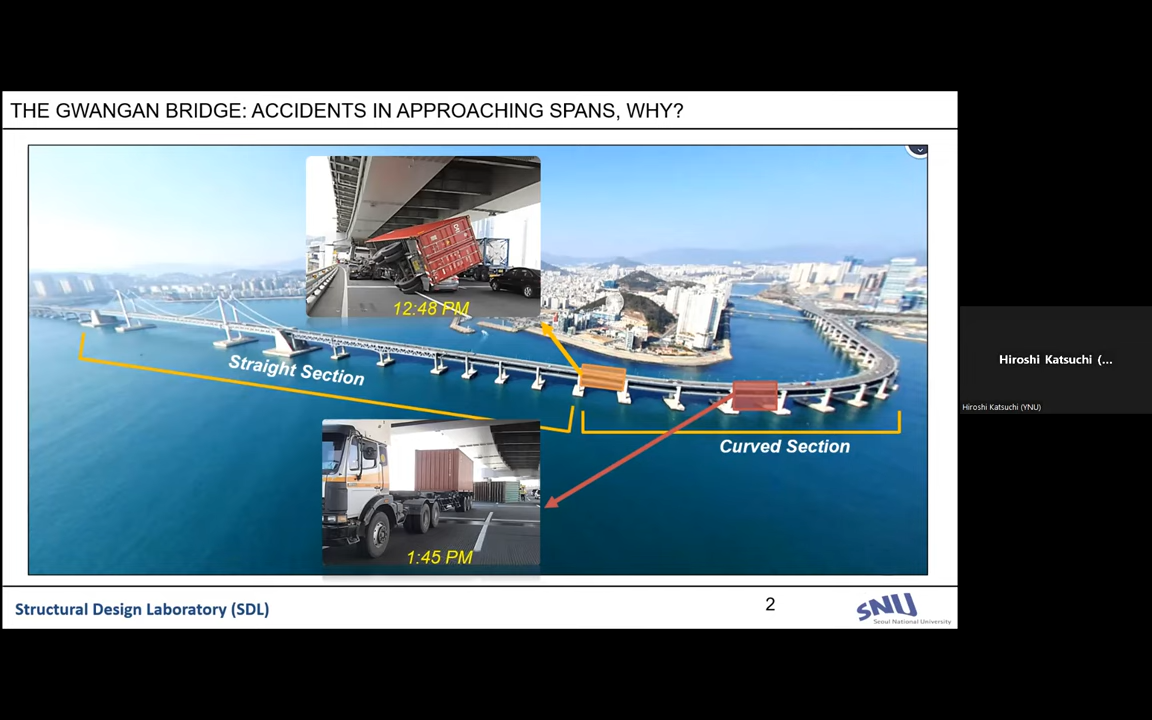 THE GWANGAN BRIDGE: ACCIDENTS IN APPROACHING SPANS, WHY?
12:48 PM
Straight Section
Curved Section
1:45 PM
Structural Design Laboratory (SDL)
2
SNU
Seoul National University
Hiroshi Katsuchi (...
Hiroshi Katsuchi (YNU)